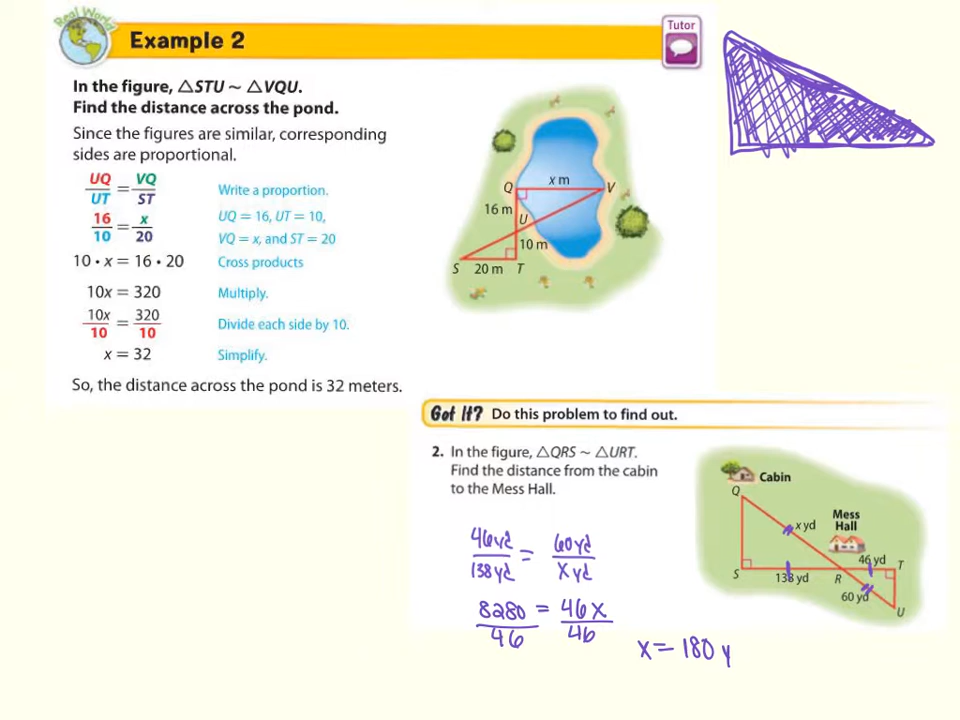 Real World
Example 2
Tutor
In the figure, △STU ~ △VQU.
Find the distance across the pond.
Since the figures are similar, corresponding
sides are proportional.
UQ/UT = VQ/ST Write a proportion.
16/10 = x/20 UQ = 16, UT = 10,
VQ = x, and ST = 20
10 • x = 16 • 20 Cross products
10x = 320 Multiply.
10x/10 = 320/10 Divide each side by 10.
x = 32 Simplify.
So, the distance across the pond is 32 meters.
Q x m V
16 m U
10 m
S 20 m T
Got It? Do this problem to find out.
2. In the figure, △QRS ~ △URT.
Find the distance from the cabin
to the Mess Hall.
46yd/138yd = 60yd/xyd
8280/46 = 46x/46
x = 180 y
Cabin
Q
x yd
Mess
Hall
46 yd T
S 138 yd R
60 yd
U